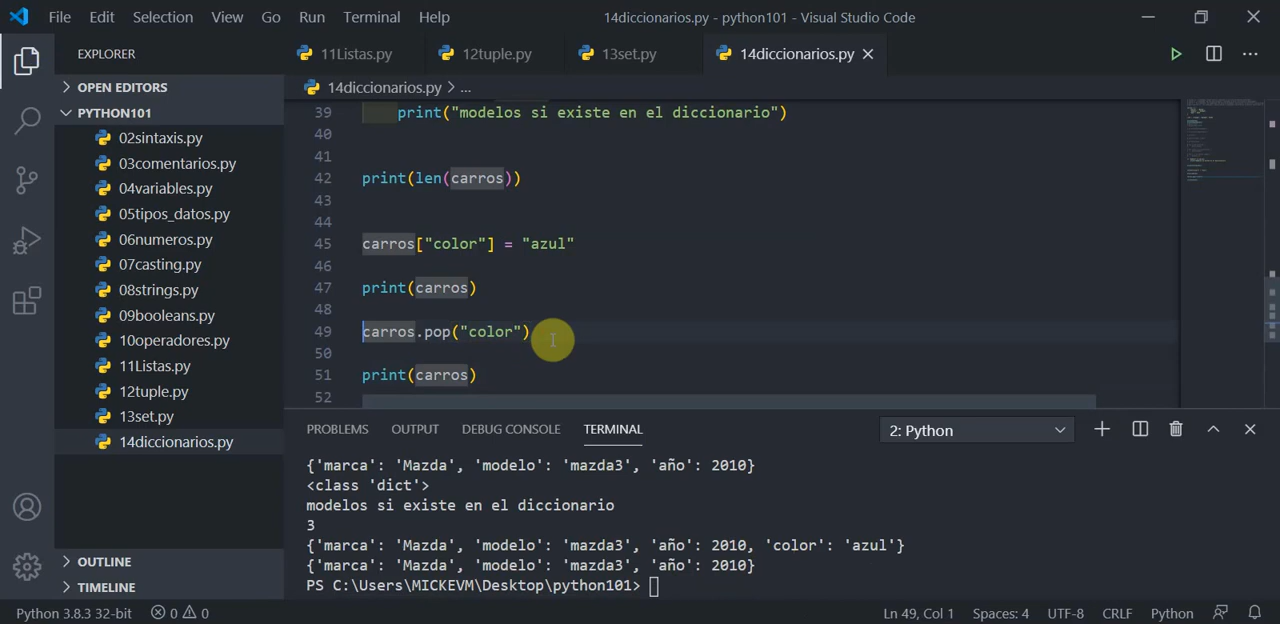 File Edit Selection View Go Run Terminal Help 14diccionarios.py - python101 - Visual Studio Code
EXPLORER
11Listas.py 12tuple.py 13set.py 14diccionarios.py
OPEN EDITORS
14diccionarios.py > ...
PYTHON101
02sintaxis.py
03comentarios.py
04variables.py
05tipos_datos.py
06numeros.py
07casting.py
08strings.py
09booleans.py
10operadores.py
11Listas.py
12tuple.py
13set.py
14diccionarios.py
OUTLINE
TIMELINE
39 print("modelos si existe en el diccionario")
40
41
42 print(len(carros))
43
44
45 carros["color"] = "azul"
46
47 print(carros)
48
49 carros.pop("color")
50
51 print(carros)
52
PROBLEMS OUTPUT DEBUG CONSOLE TERMINAL 2: Python
{'marca': 'Mazda', 'modelo': 'mazda3', 'año': 2010}
<class 'dict'>
modelos si existe en el diccionario
3
{'marca': 'Mazda', 'modelo': 'mazda3', 'año': 2010, 'color': 'azul'}
{'marca': 'Mazda', 'modelo': 'mazda3', 'año': 2010}
PS C:\Users\MICKEVM\Desktop\python101>
Python 3.8.3 32-bit 0 0 Ln 49, Col 1 Spaces: 4 UTF-8 CRLF Python